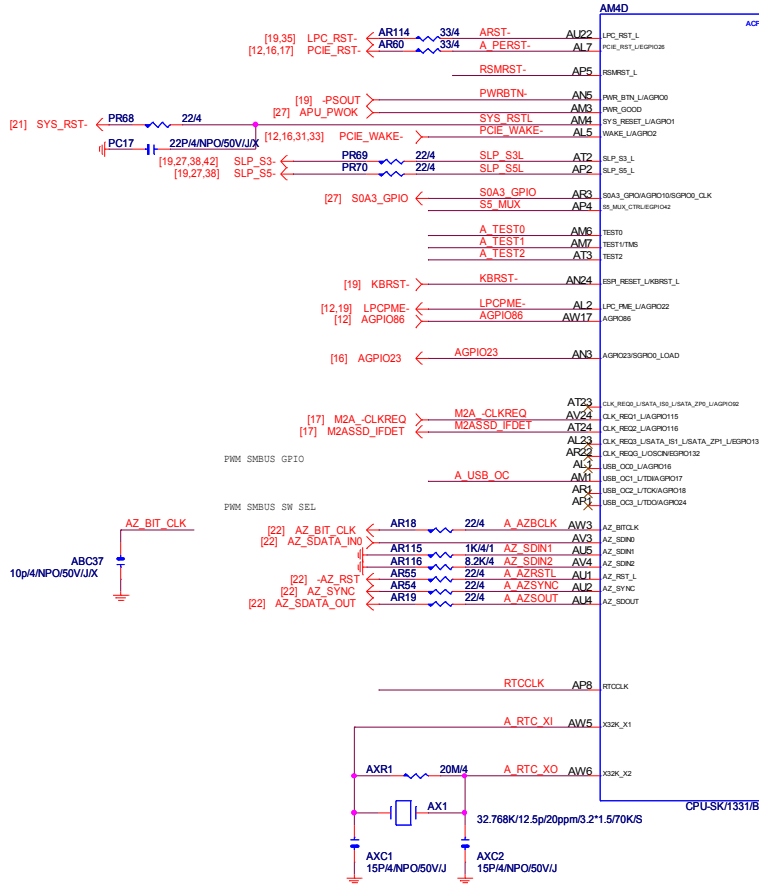 AM4D
ACP
[19,35] LPC_RST- AR114 33/4 ARST- AU22 LPC_RST_L
[12,16,17] PCIE_RST- AR60 33/4 A_PERST- AL7 PCIE_RST_L/EGPIO26
RSMRST- AP5 RSMRST_L
[19] -PSOUT PWRBTN- AN5 PWR_BTN_L/AGPIO0
[27] APU_PWOK AM3 PWR_GOOD
[21] SYS_RST- PR68 22/4 SYS_RSTL AM4 SYS_RESET_L/AGPIO1
PC17 22P/4/NPO/50V/J/X [12,16,31,33] PCIE_WAKE- PCIE_WAKE- AL5 WAKE_L/AGPIO2
[19,27,38,42] SLP_S3- PR69 22/4 SLP_S3L AT2 SLP_S3_L
[19,27,38] SLP_S5- PR70 22/4 SLP_S5L AP2 SLP_S5_L
[27] S0A3_GPIO S0A3_GPIO AR3 S0A3_GPIO/AGPIO10/SGPIO0_CLK
S5_MUX AP4 S5_MUX_CTRL/EGPIO42
A_TEST0 AM6 TEST0
A_TEST1 AM7 TEST1/TMS
A_TEST2 AT3 TEST2
[19] KBRST- KBRST- AN24 ESPI_RESET_L/KBRST_L
[12,19] LPCPME- LPCPME- AL2 LPC_PME_L/AGPIO22
[12] AGPIO86 AGPIO86 AW17 AGPIO86
[16] AGPIO23 AGPIO23 AN3 AGPIO23/SGPIO0_LOAD
AT23 CLK_REQ0_L/SATA_IS0_L/SATA_ZP0_L/AGPIO92
[17] M2A_-CLKREQ M2A_-CLKREQ AV24 CLK_REQ1_L/AGPIO115
[17] M2ASSD_IFDET M2ASSD_IFDET AT24 CLK_REQ2_L/AGPIO116
AL23 CLK_REQ3_L/SATA_IS1_L/SATA_ZP1_L/EGPIO13
AR22 CLK_REQG_L/OSCIN/EGPIO132
PWM SMBUS GPIO
AL1 USB_OC0_L/AGPIO16
A_USB_OC AM1 USB_OC1_L/TDI/AGPIO17
AR1 USB_OC2_L/TCK/AGPIO18
AP1 USB_OC3_L/TDO/AGPIO24
PWM SMBUS SW SEL
AZ_BIT_CLK
[22] AZ_BIT_CLK AR18 22/4 A_AZBCLK AW3 AZ_BITCLK
[22] AZ_SDATA_IN0 AV3 AZ_SDIN0
AR115 1K/4/1 AZ_SDIN1 AU5 AZ_SDIN1
AR116 8.2K/4 AZ_SDIN2 AV4 AZ_SDIN2
ABC37
10p/4/NPO/50V/J/X
[22] -AZ_RST AR55 22/4 A_AZRSTL AU1 AZ_RST_L
[22] AZ_SYNC AR54 22/4 A_AZSYNC AU2 AZ_SYNC
[22] AZ_SDATA_OUT AR19 22/4 A_AZSOUT AU4 AZ_SDOUT
RTCCLK AP8 RTCCLK
A_RTC_XI AW5 X32K_X1
AXR1 20M/4 A_RTC_XO AW6 X32K_X2
AX1
32.768K/12.5p/20ppm/3.2*1.5/70K/S
CPU-SK/1331/B
AXC1
15P/4/NPO/50V/J
AXC2
15P/4/NPO/50V/J